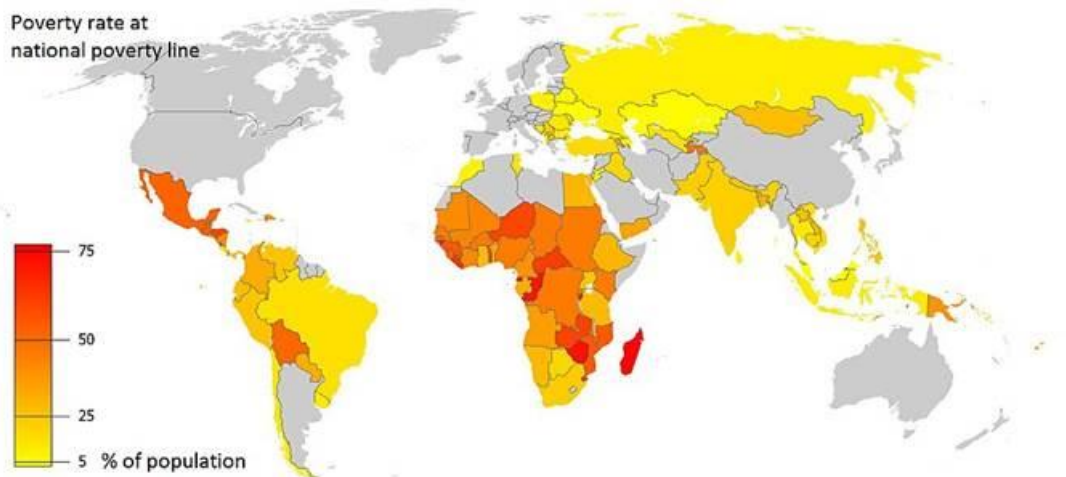 Poverty rate at
national poverty line
75
50
25
5 % of population